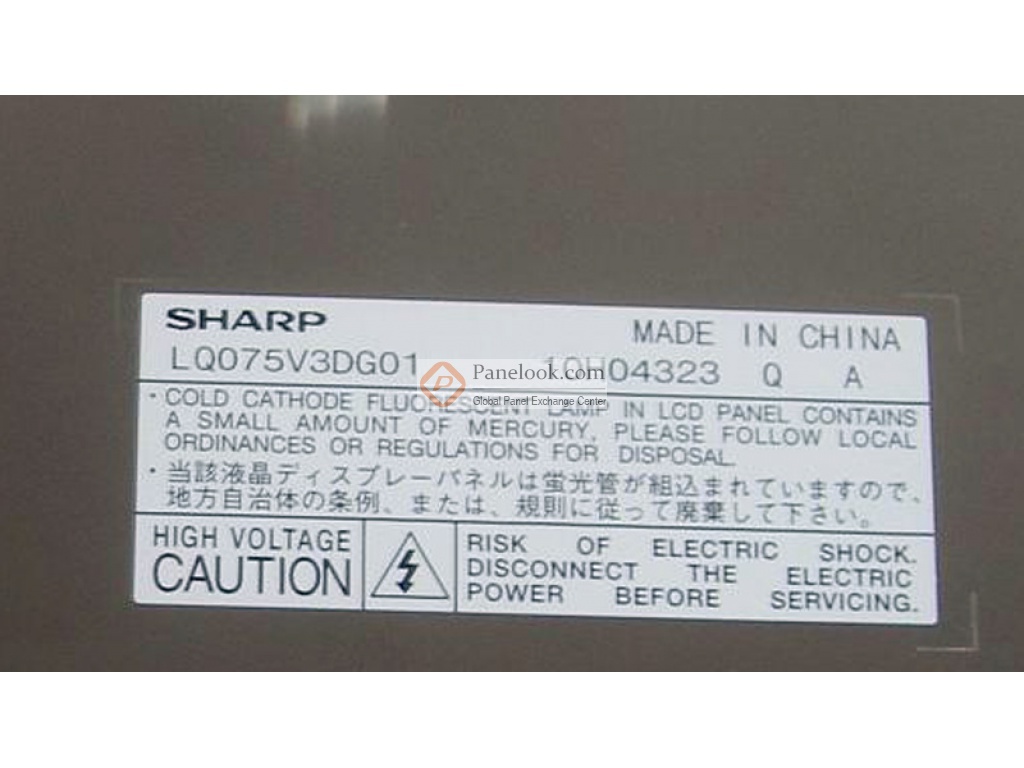 SHARP
MADE IN CHINA
LQ075V3DG01 10H04323 Q A
Panelook.com
Global Panel Exchange Center
・COLD CATHODE FLUORESCENT LAMP IN LCD PANEL CONTAINS
A SMALL AMOUNT OF MERCURY, PLEASE FOLLOW LOCAL
ORDINANCES OR REGULATIONS FOR DISPOSAL.
・当該液晶ディスプレーパネルは蛍光管が組込まれていますので、
地方自治体の条例、または、規則に従って廃棄して下さい。
HIGH VOLTAGE
CAUTION
RISK OF ELECTRIC SHOCK.
DISCONNECT THE ELECTRIC
POWER BEFORE SERVICING.